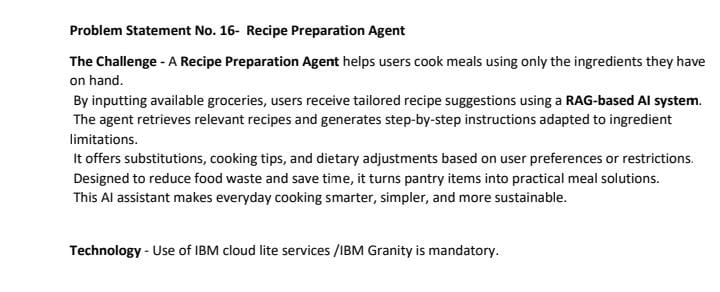 Problem Statement No. 16- Recipe Preparation Agent
The Challenge - A Recipe Preparation Agent helps users cook meals using only the ingredients they have
on hand.
By inputting available groceries, users receive tailored recipe suggestions using a RAG-based AI system.
The agent retrieves relevant recipes and generates step-by-step instructions adapted to ingredient
limitations.
It offers substitutions, cooking tips, and dietary adjustments based on user preferences or restrictions.
Designed to reduce food waste and save time, it turns pantry items into practical meal solutions.
This AI assistant makes everyday cooking smarter, simpler, and more sustainable.
Technology - Use of IBM cloud lite services /IBM Granity is mandatory.